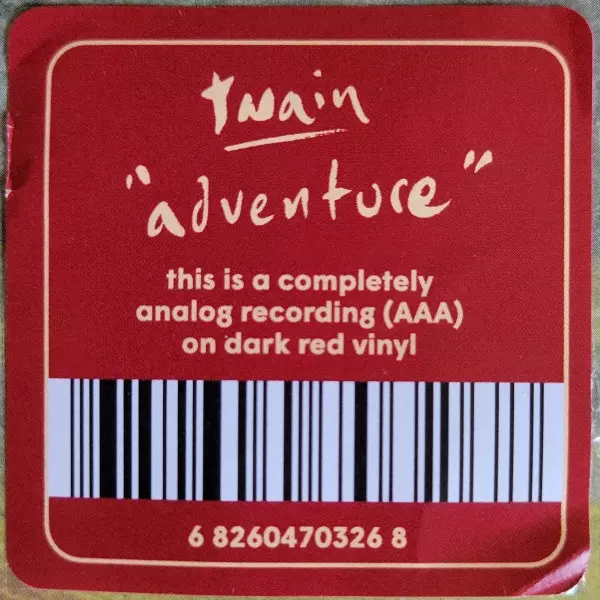 twain
"adventure"
this is a completely
analog recording (AAA)
on dark red vinyl
6 8260470326 8